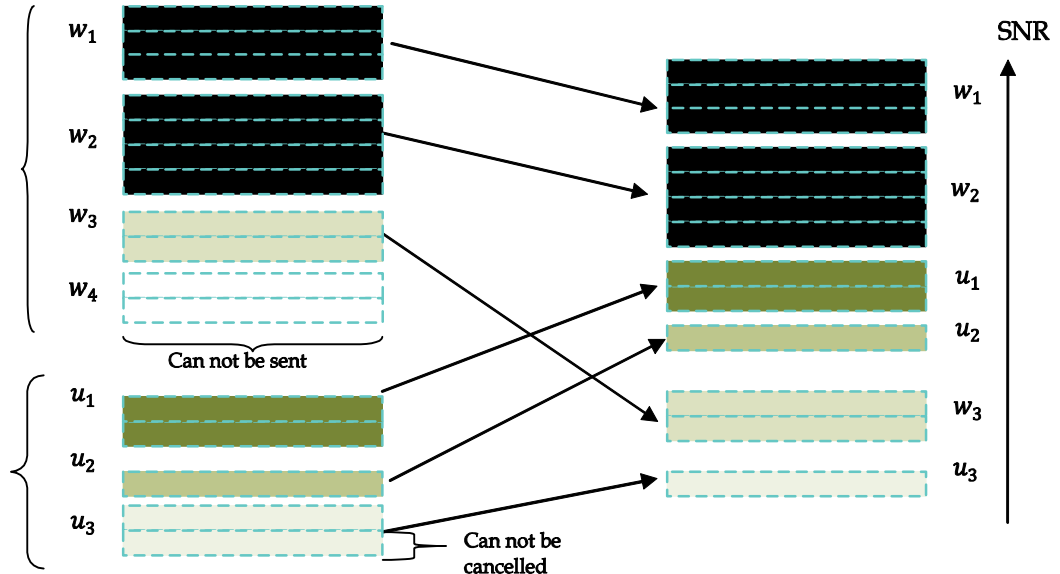 w₁
w₂
w₃
w₄
Can not be sent
u₁
u₂
u₃
Can not be
cancelled
SNR
w₁
w₂
u₁
u₂
w₃
u₃